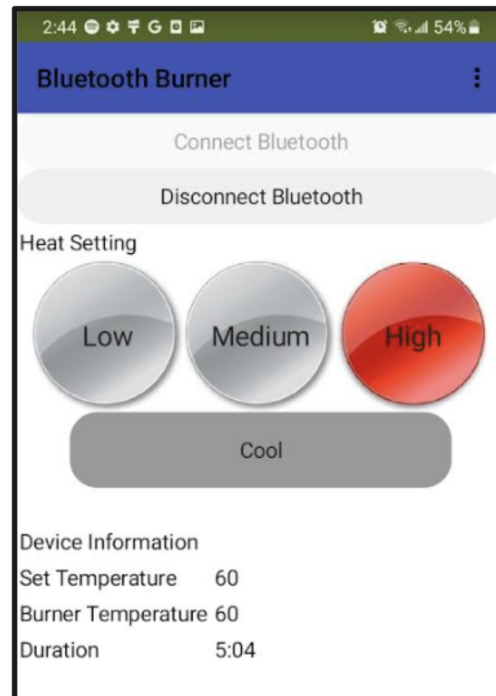 2:44 G 54%
Bluetooth Burner
Connect Bluetooth
Disconnect Bluetooth
Heat Setting
Low Medium High
Cool
Device Information
Set Temperature 60
Burner Temperature 60
Duration 5:04